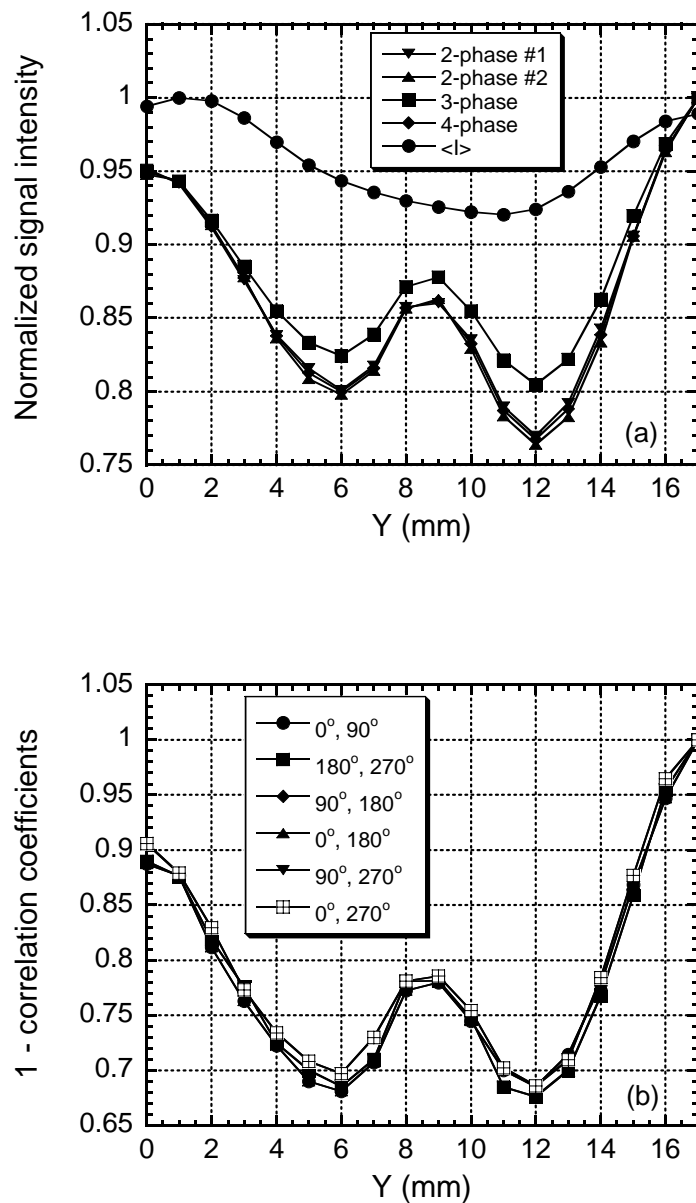 1.05
1
0.95
0.9
0.85
0.8
0.75
Normalized signal intensity
2-phase #1
2-phase #2
3-phase
4-phase
<I>
(a)
0 2 4 6 8 10 12 14 16
Y (mm)
1.05
1
0.95
0.9
0.85
0.8
0.75
0.7
0.65
1 - correlation coefficients
0°, 90°
180°, 270°
90°, 180°
0°, 180°
90°, 270°
0°, 270°
(b)
0 2 4 6 8 10 12 14 16
Y (mm)